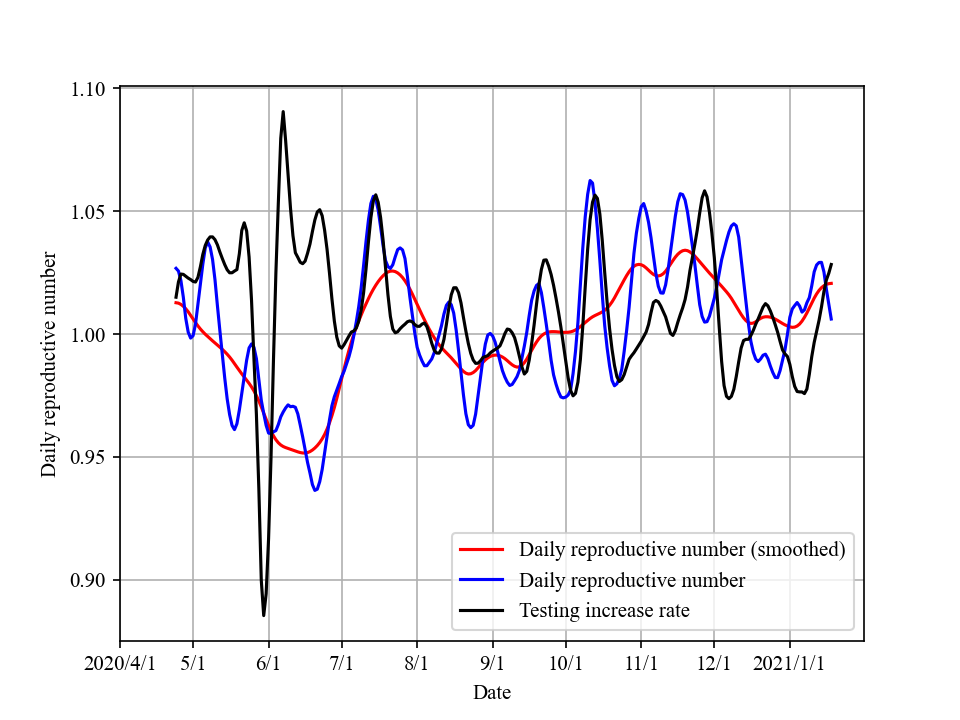 1.10
1.05
1.00
0.95
0.90
Daily reproductive number
Daily reproductive number (smoothed)
Daily reproductive number
Testing increase rate
2020/4/1 5/1 6/1 7/1 8/1 9/1 10/1 11/1 12/1 2021/1/1
Date